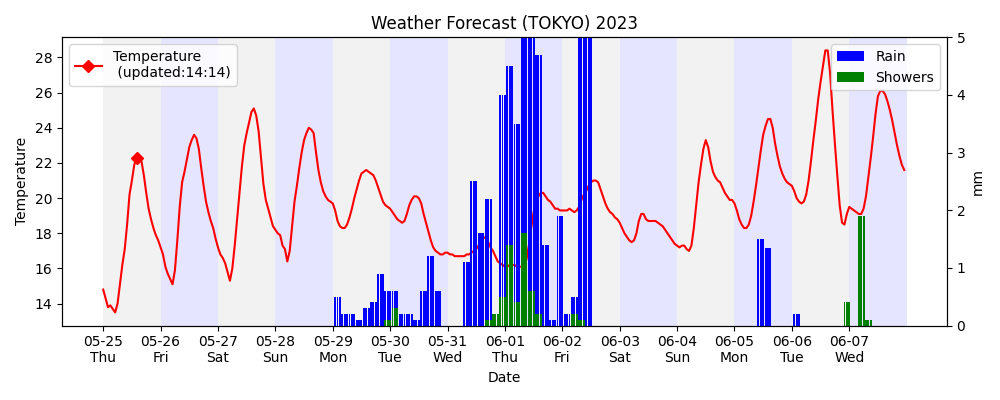 Weather Forecast (TOKYO) 2023
Temperature
(updated:14:14)
Rain
Showers
Temperature
28
26
24
22
20
18
16
14
5
4
3
2
1
0
mm
05-25 05-26 05-27 05-28 05-29 05-30 05-31 06-01 06-02 06-03 06-04 06-05 06-06 06-07
Thu Fri Sat Sun Mon Tue Wed Thu Fri Sat Sun Mon Tue Wed
Date